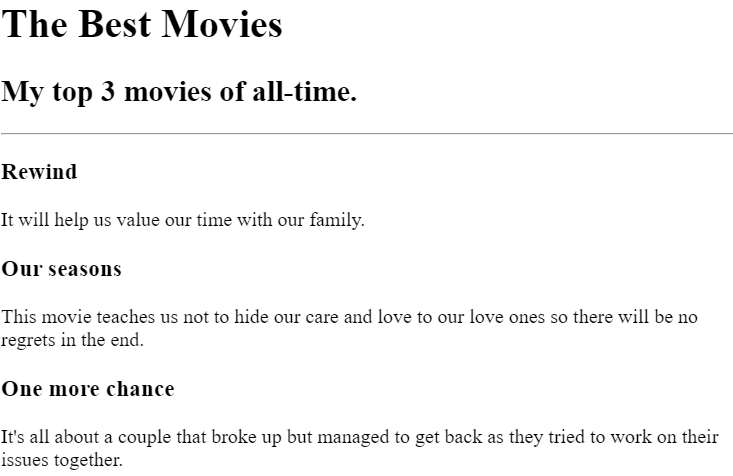 The Best Movies
My top 3 movies of all-time.
Rewind
It will help us value our time with our family.
Our seasons
This movie teaches us not to hide our care and love to our love ones so there will be no
regrets in the end.
One more chance
It's all about a couple that broke up but managed to get back as they tried to work on their
issues together.